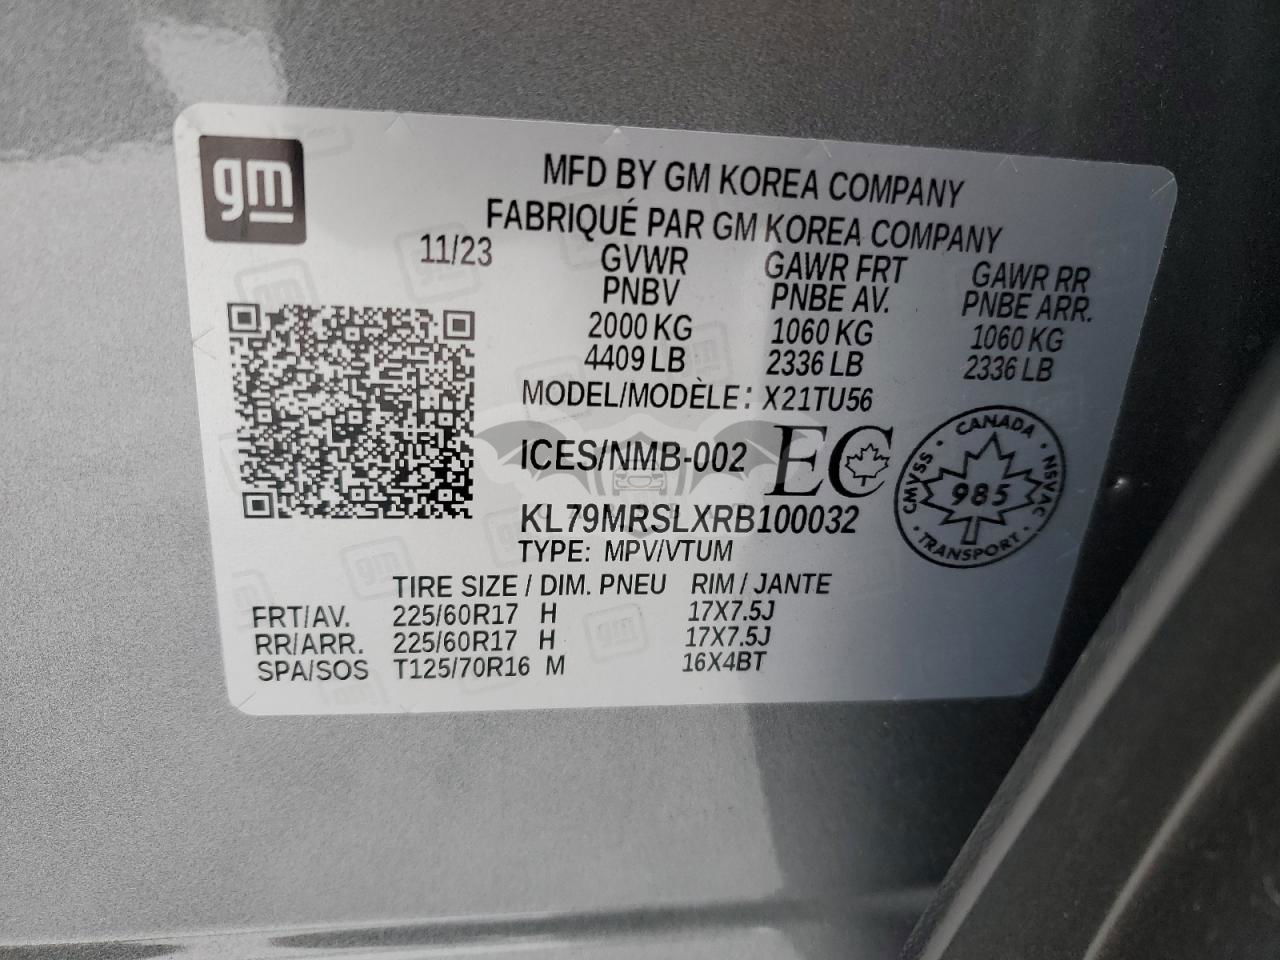 gm
MFD BY GM KOREA COMPANY
FABRIQUÉ PAR GM KOREA COMPANY
11/23 GVWR GAWR FRT GAWR RR
PNBV PNBE AV. PNBE ARR.
2000 KG 1060 KG 1060 KG
4409 LB 2336 LB 2336 LB
MODEL/MODÈLE: X21TU56
ICES/NMB-002 EC
CANADA
CMVSS 985 NSVAC
TRANSPORT
KL79MRSLXRB100032
TYPE: MPV/VTUM
TIRE SIZE / DIM. PNEU RIM / JANTE
FRT/AV. 225/60R17 H 17X7.5J
RR/ARR. 225/60R17 H 17X7.5J
SPA/SOS T125/70R16 M 16X4BT